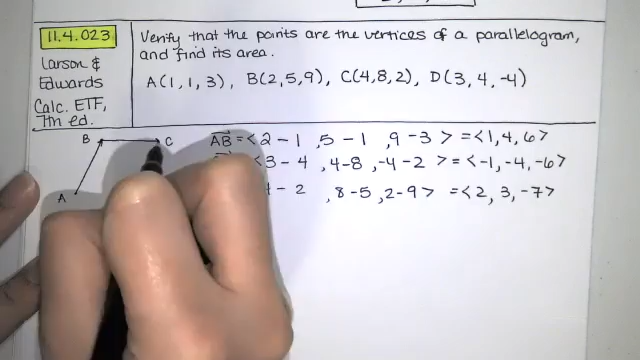 11.4.023
Larson &
Edwards
Calc. ETF,
7th ed.
Verify that the points are the vertices of a parallelogram,
and find its area.
A(1, 1, 3), B(2, 5, 9), C(4, 8, 2), D(3, 4, -4)
B C
A
AB = <2 - 1 , 5 - 1 , 9 - 3> = <1, 4, 6>
<3 - 4 , 4 - 8 , -4 - 2> = <-1, -4, -6>
- 2 , 8 - 5 , 2 - 9> = <2, 3, -7>